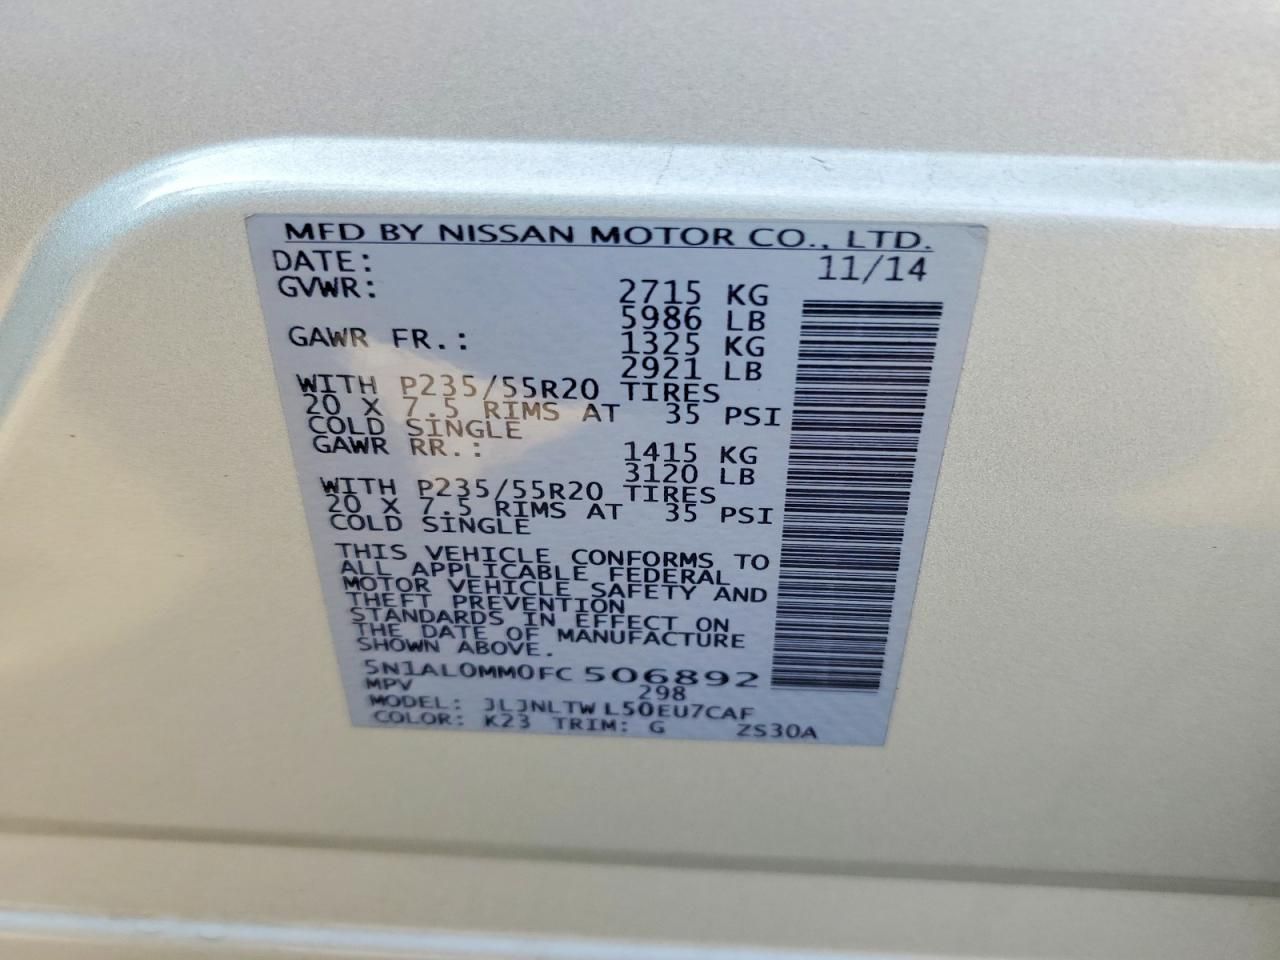 MFD BY NISSAN MOTOR CO., LTD.
DATE: 11/14
GVWR: 2715 KG
5986 LB
GAWR FR.: 1325 KG
2921 LB
WITH P235/55R20 TIRES
20 X 7.5 RIMS AT 35 PSI
COLD SINGLE
GAWR RR.: 1415 KG
3120 LB
WITH P235/55R20 TIRES
20 X 7.5 RIMS AT 35 PSI
COLD SINGLE
THIS VEHICLE CONFORMS TO
ALL APPLICABLE FEDERAL
MOTOR VEHICLE SAFETY AND
THEFT PREVENTION
STANDARDS IN EFFECT ON
THE DATE OF MANUFACTURE
SHOWN ABOVE.
5N1AL0MM0FC506892
MPV 298
MODEL: JLJNLTW L50EU7CAF
COLOR: K23 TRIM: G ZS30A